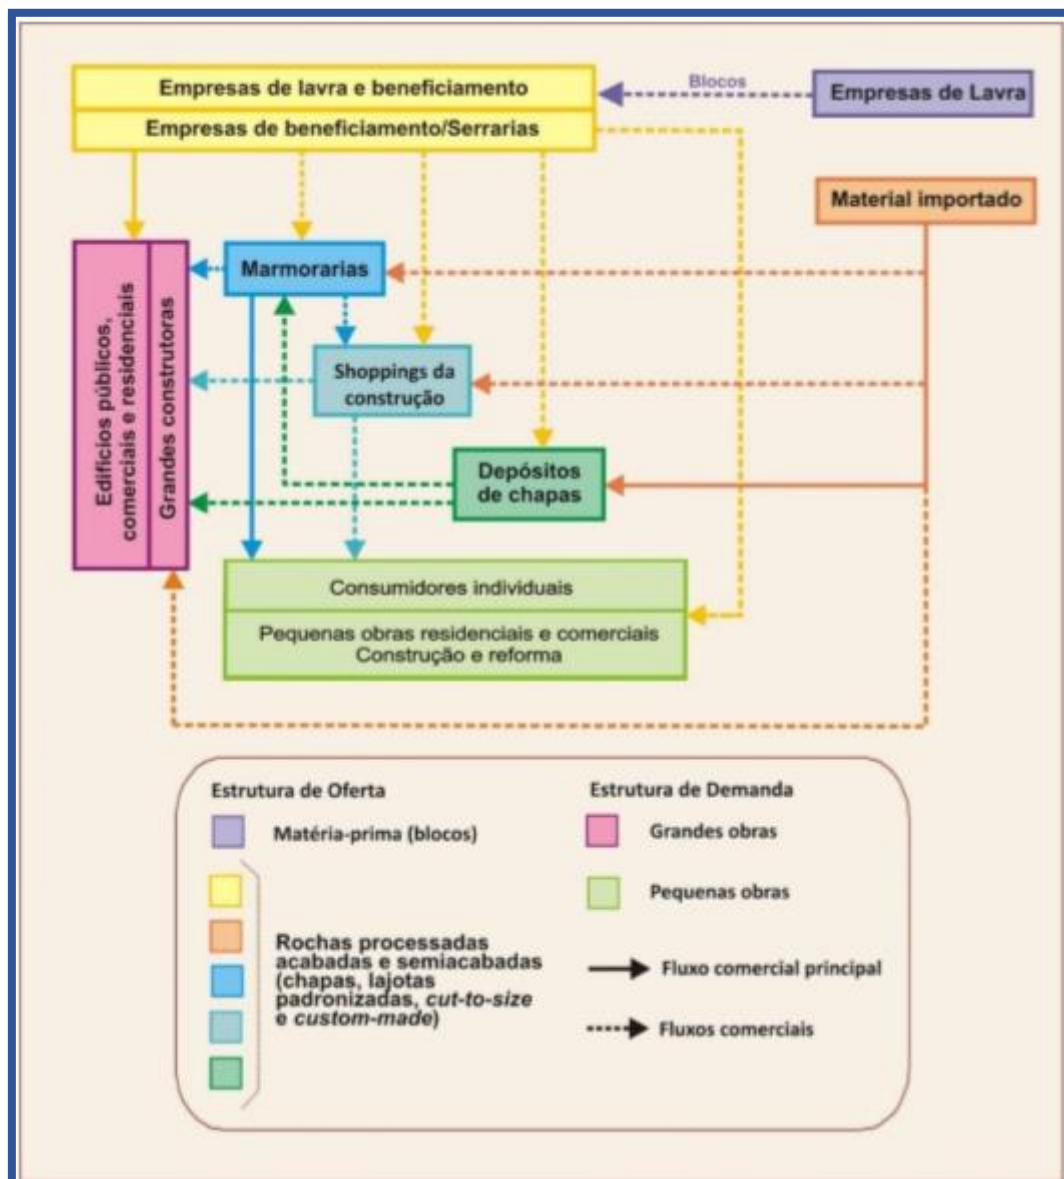 Empresas de lavra e beneficiamento
Empresas de beneficiamento/Serrarias
Blocos
Empresas de Lavra
Material importado
Edifícios públicos,
comerciais e residenciais
Grandes construtoras
Marmorarias
Shoppings da
construção
Depósitos
de chapas
Consumidores individuais
Pequenas obras residenciais e comerciais
Construção e reforma
Estrutura de Oferta
Matéria-prima (blocos)
Rochas processadas
acabadas e semiacabadas
(chapas, lajotas
padronizadas, cut-to-size
e custom-made)
Estrutura de Demanda
Grandes obras
Pequenas obras
Fluxo comercial principal
Fluxos comerciais